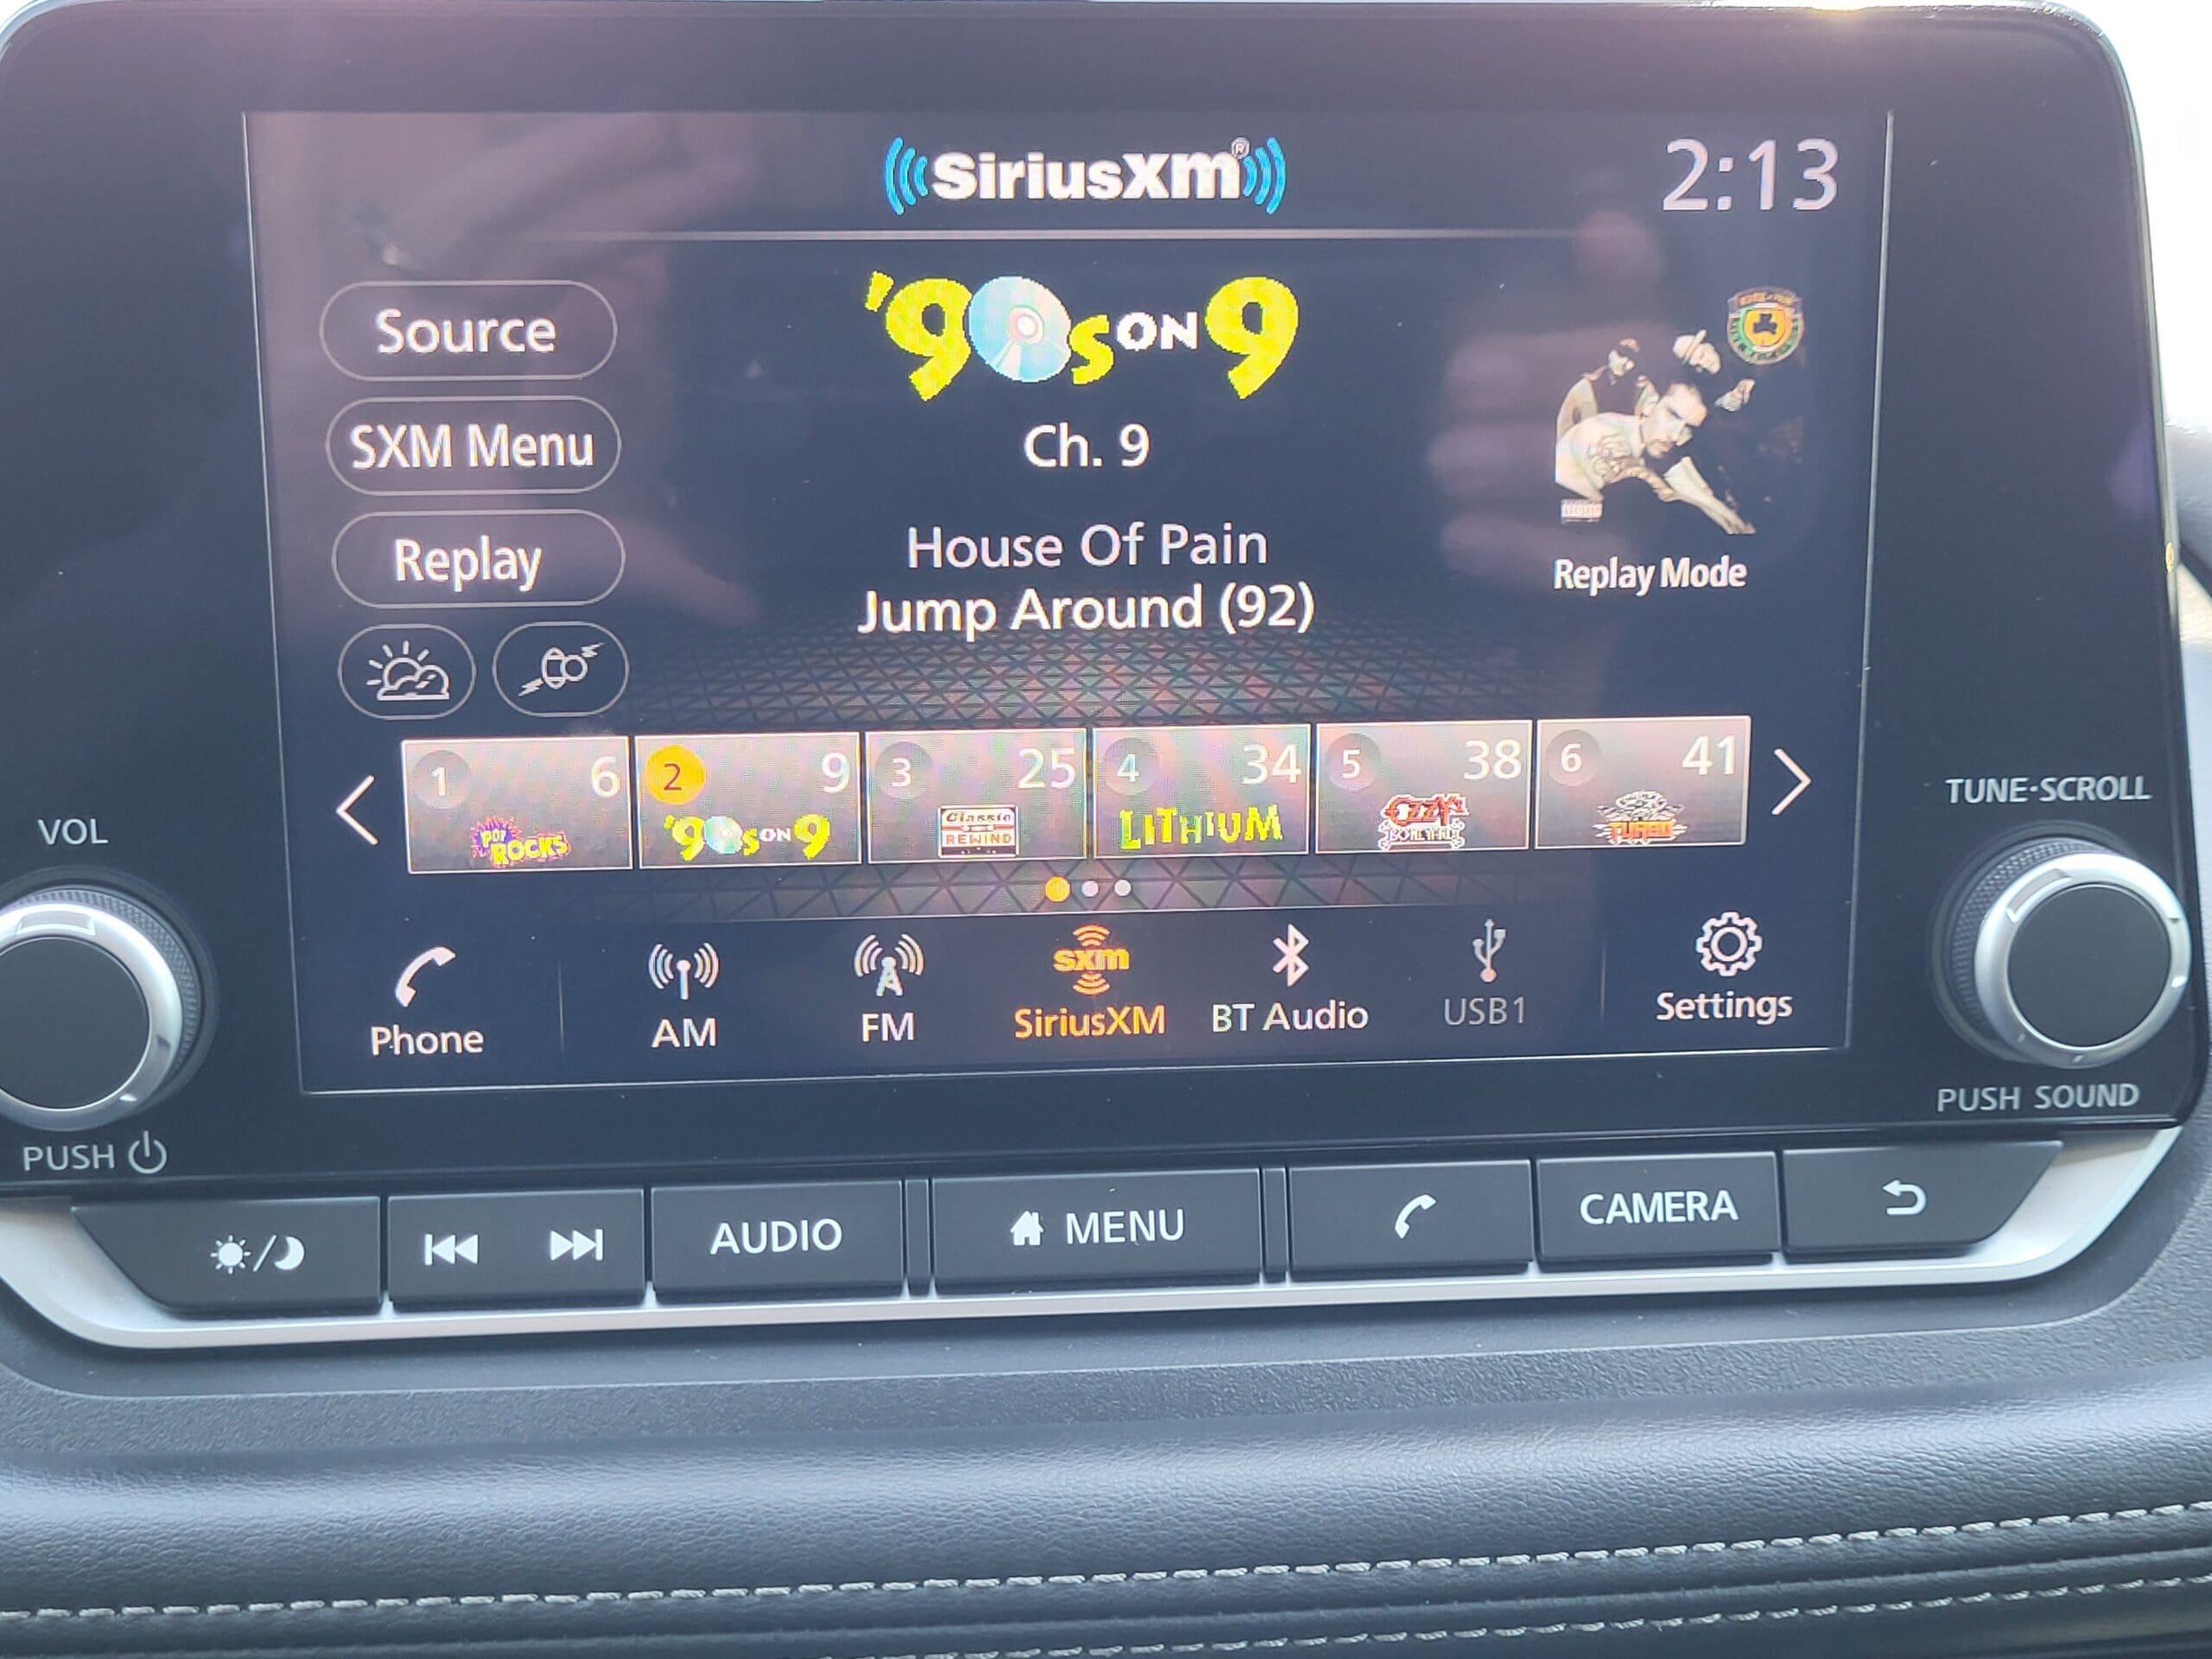 SiriusXM®
2:13
Source
'90s ON 9
SXM Menu
Ch. 9
Replay
House Of Pain
Jump Around (92)
Replay Mode
1 6
POP ROCKS
2 9
'90s ON 9
3 25
Classic REWIND
4 34
LITHIUM
5 38
OZZY'S BONEYARD
6 41
TURBO
VOL
TUNE·SCROLL
Phone
AM
FM
sxm
SiriusXM
BT Audio
USB1
Settings
PUSH
PUSH SOUND
AUDIO
MENU
CAMERA